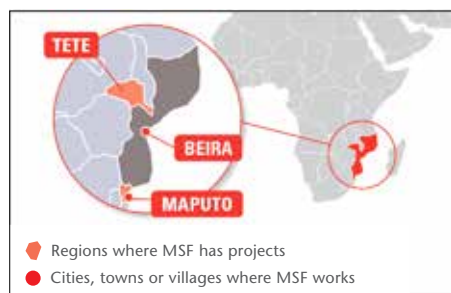 TETE
BEIRA
MAPUTO
Regions where MSF has projects
Cities, towns or villages where MSF works